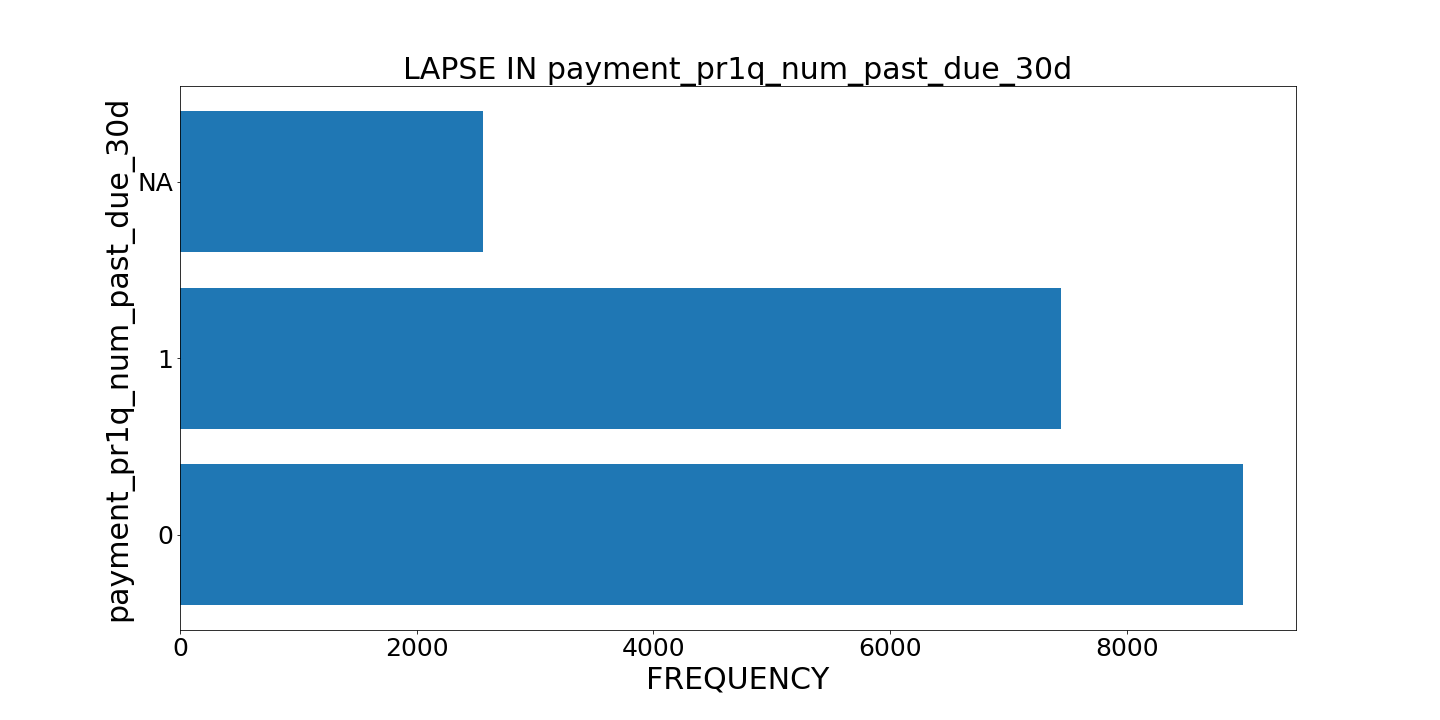 LAPSE IN payment_pr1q_num_past_due_30d
payment_pr1q_num_past_due_30d
NA
1
0
0 2000 4000 6000 8000
FREQUENCY